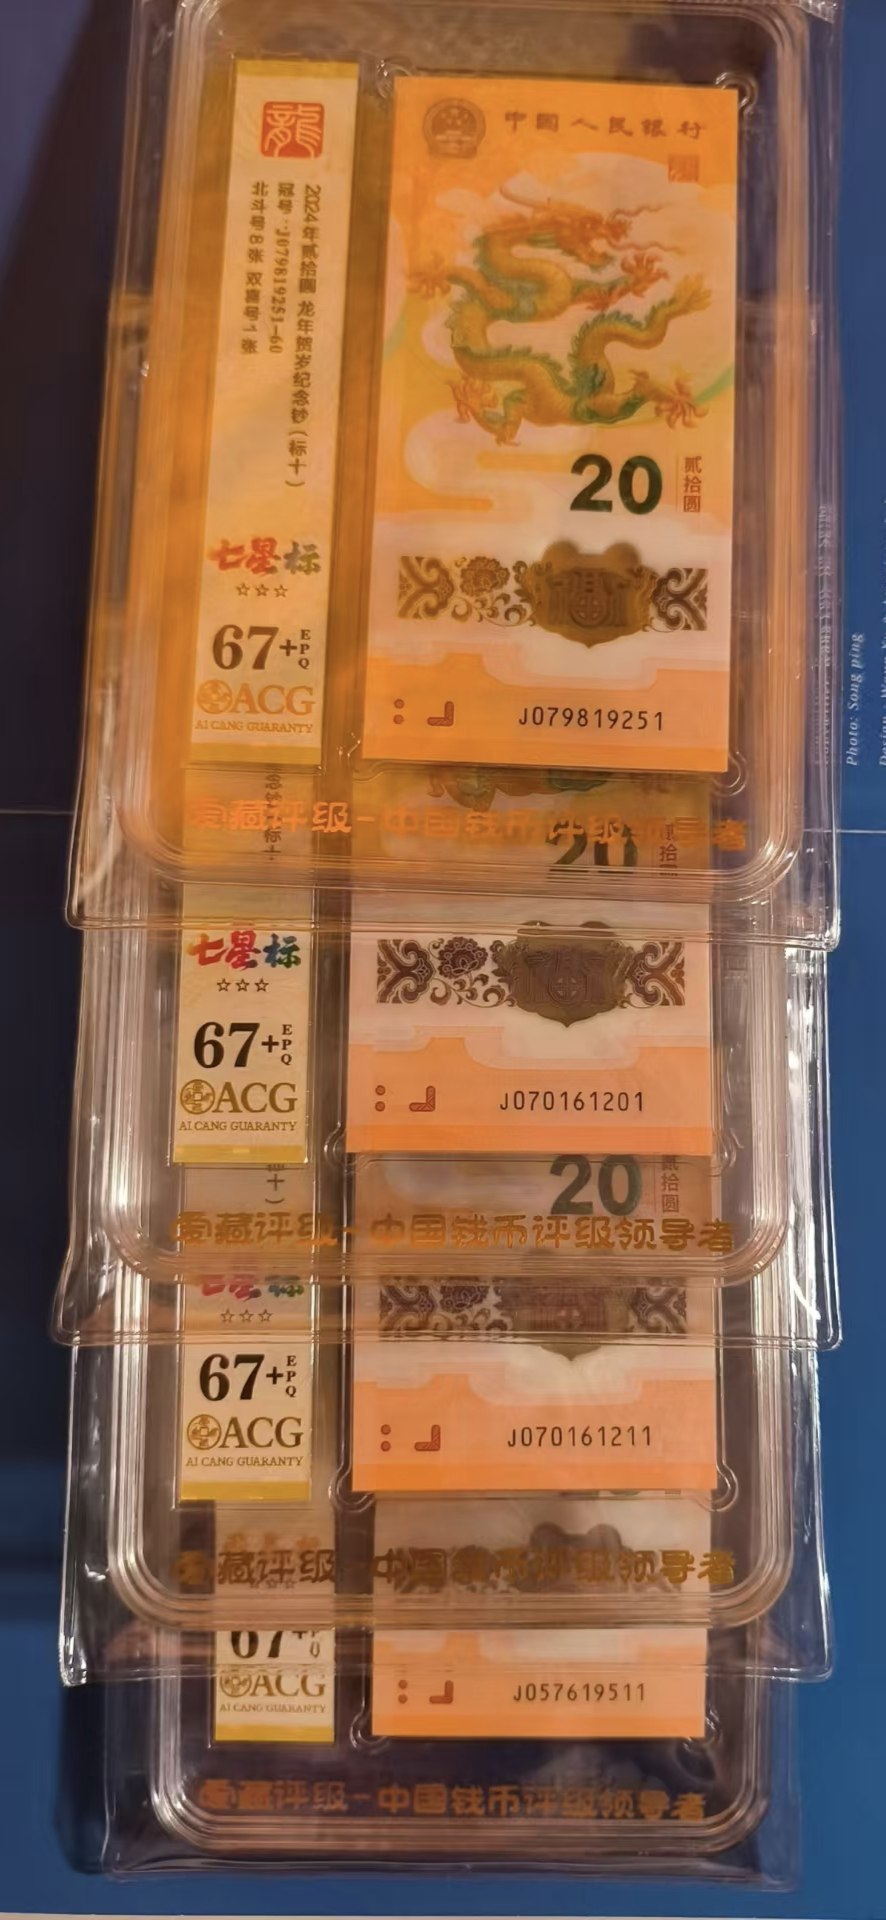 龍
2024年贰拾圆 龙年贺岁纪念钞(标十)
冠号:J079819251-60
北斗号8张 双喜号1张
七星标
☆☆☆
67+EPQ
ACG
AI CANG GUARANTY
中国人民银行
20
贰拾圆
J079819251
爱藏评级-中国钱币评级领导者
20
七星标
☆☆☆
67+EPQ
ACG
AI CANG GUARANTY
J070161201
20
贰拾圆
爱藏评级-中国钱币评级领导者
七星标
☆☆☆
67+EPQ
ACG
AI CANG GUARANTY
J070161211
爱藏评级-中国钱币评级领导者
67+PQ
ACG
AI CANG GUARANTY
J057619511
爱藏评级-中国钱币评级领导者
Photo: Song ping